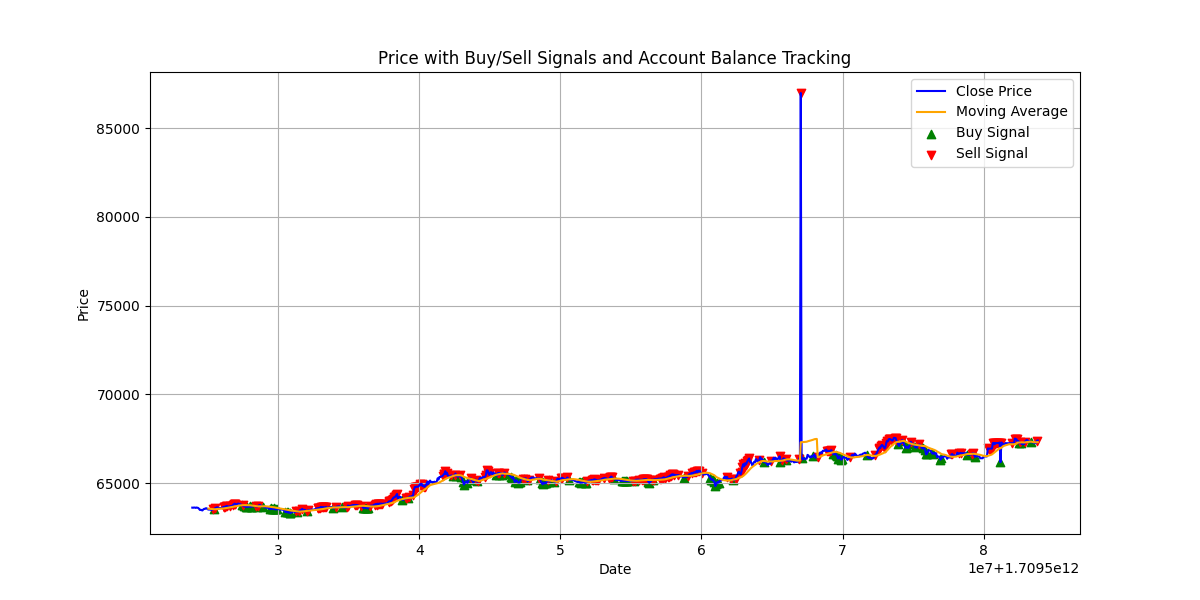 Price with Buy/Sell Signals and Account Balance Tracking
Close Price
Moving Average
Buy Signal
Sell Signal
85000
80000
75000
70000
65000
Price
3 4 5 6 7 8
Date
1e7+1.7095e12